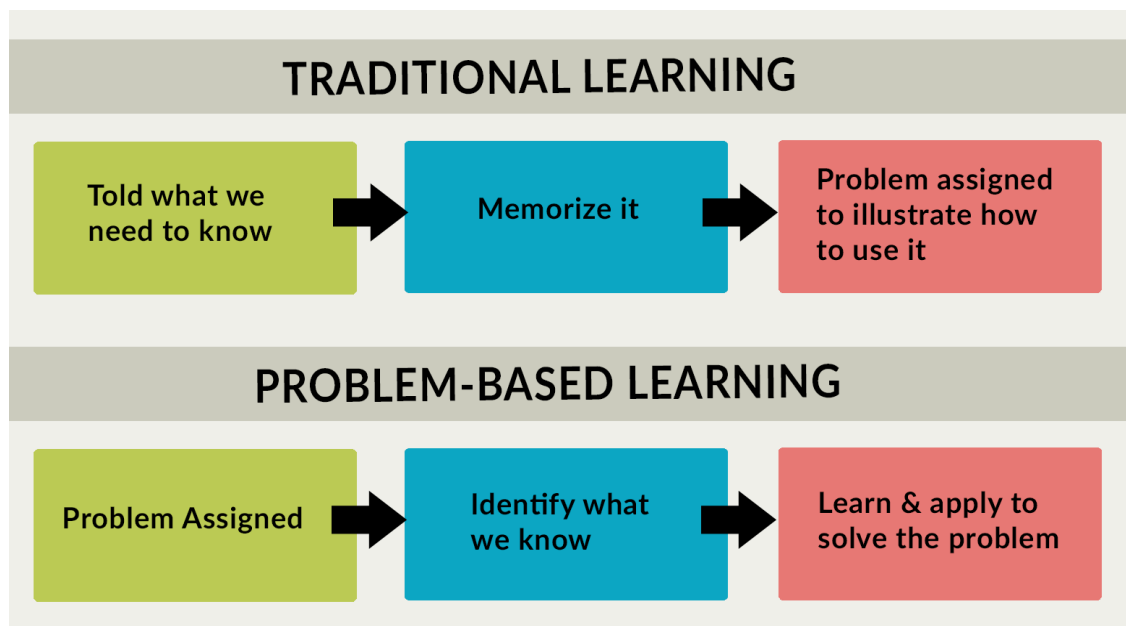 TRADITIONAL LEARNING
Told what we
need to know
Memorize it
Problem assigned
to illustrate how
to use it
PROBLEM-BASED LEARNING
Problem Assigned
Identify what
we know
Learn & apply to
solve the problem